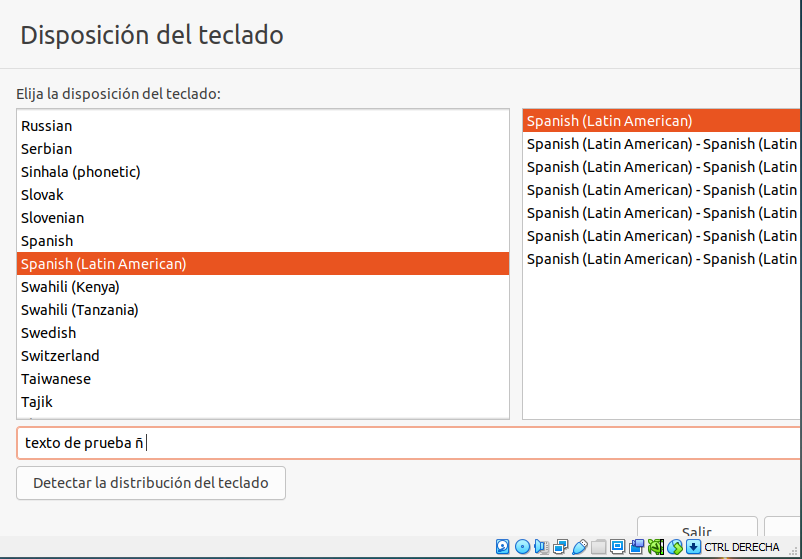 Disposición del teclado
Elija la disposición del teclado:
Russian
Serbian
Sinhala (phonetic)
Slovak
Slovenian
Spanish
Spanish (Latin American)
Swahili (Kenya)
Swahili (Tanzania)
Swedish
Switzerland
Taiwanese
Tajik
Spanish (Latin American)
Spanish (Latin American) - Spanish (Latin
Spanish (Latin American) - Spanish (Latin
Spanish (Latin American) - Spanish (Latin
Spanish (Latin American) - Spanish (Latin
Spanish (Latin American) - Spanish (Latin
Spanish (Latin American) - Spanish (Latin
texto de prueba ñ
Detectar la distribución del teclado
Salir
CTRL DERECHA